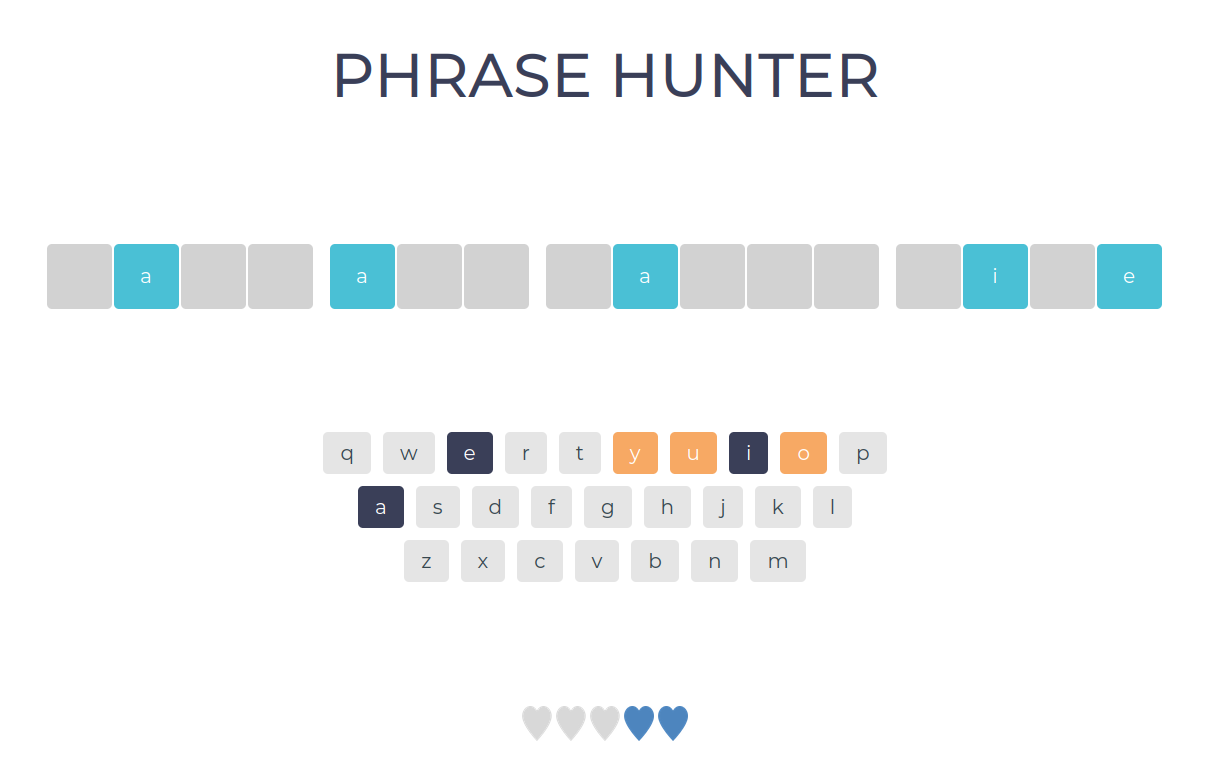 PHRASE HUNTER
a a a i e
q w e r t y u i o p
a s d f g h j k l
z x c v b n m